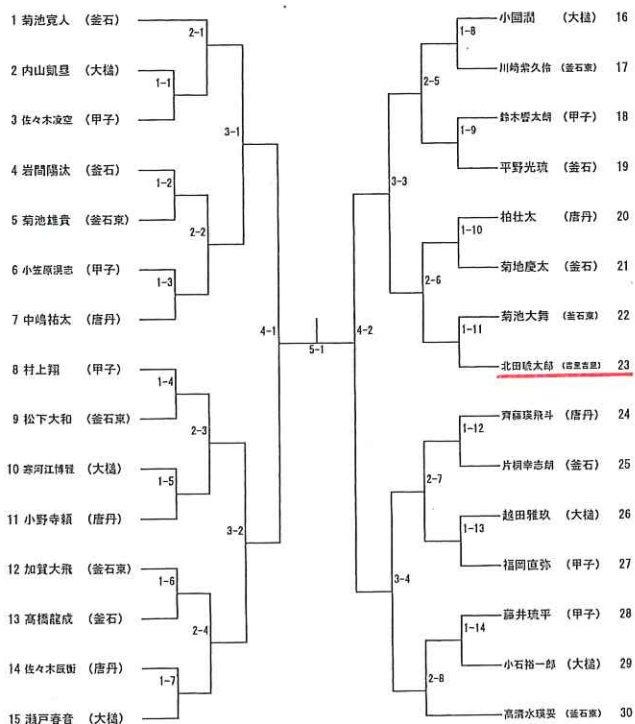 1 菊池寛人 (釜石)
2 内山凱塁 (大槌)
3 佐々木凌空 (甲子)
4 岩間陽汰 (釜石)
5 菊池雄貴 (釜石東)
6 小笠原滉志 (甲子)
7 中嶋祐太 (唐丹)
8 村上翔 (甲子)
9 松下大和 (釜石東)
10 寒河江博雅 (大槌)
11 小野寺頼 (唐丹)
12 加賀大飛 (釜石東)
13 髙橋龍成 (釜石)
14 佐々木辰衝 (唐丹)
15 瀬戸春音 (大槌)
2-1
1-1
3-1
1-2
2-2
1-3
4-1
1-4
2-3
1-5
3-2
1-6
2-4
1-7
5-1
4-2
1-8
2-5
1-9
3-3
1-10
2-6
1-11
1-12
2-7
1-13
3-4
1-14
2-8
小國潤 (大槌) 16
川崎紫久伶 (釜石東) 17
鈴木響太朗 (甲子) 18
平野光琉 (釜石) 19
柏壮太 (唐丹) 20
菊地慶太 (釜石) 21
菊池大舞 (釜石東) 22
北田琉太郎 (吉里吉里) 23
齊藤瑛飛斗 (唐丹) 24
片桐幸志朗 (釜石) 25
越田雅玖 (大槌) 26
福岡直弥 (甲子) 27
藤井琉平 (甲子) 28
小石裕一郎 (大槌) 29
高清水瑛妥 (釜石東) 30